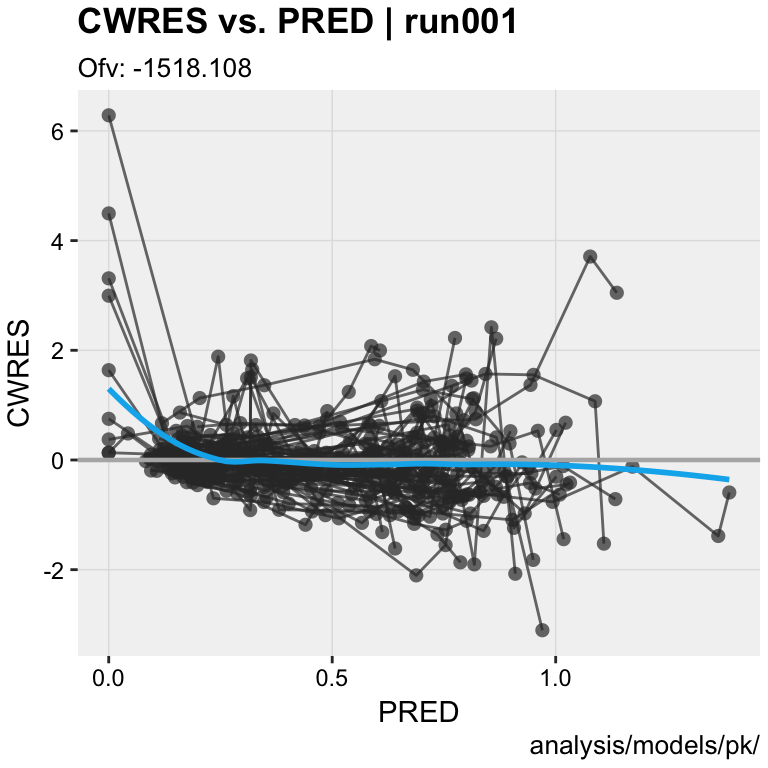 CWRES vs. PRED | run001
Ofv: -1518.108
6
4
2
0
-2
CWRES
0.0 0.5 1.0
PRED
analysis/models/pk/